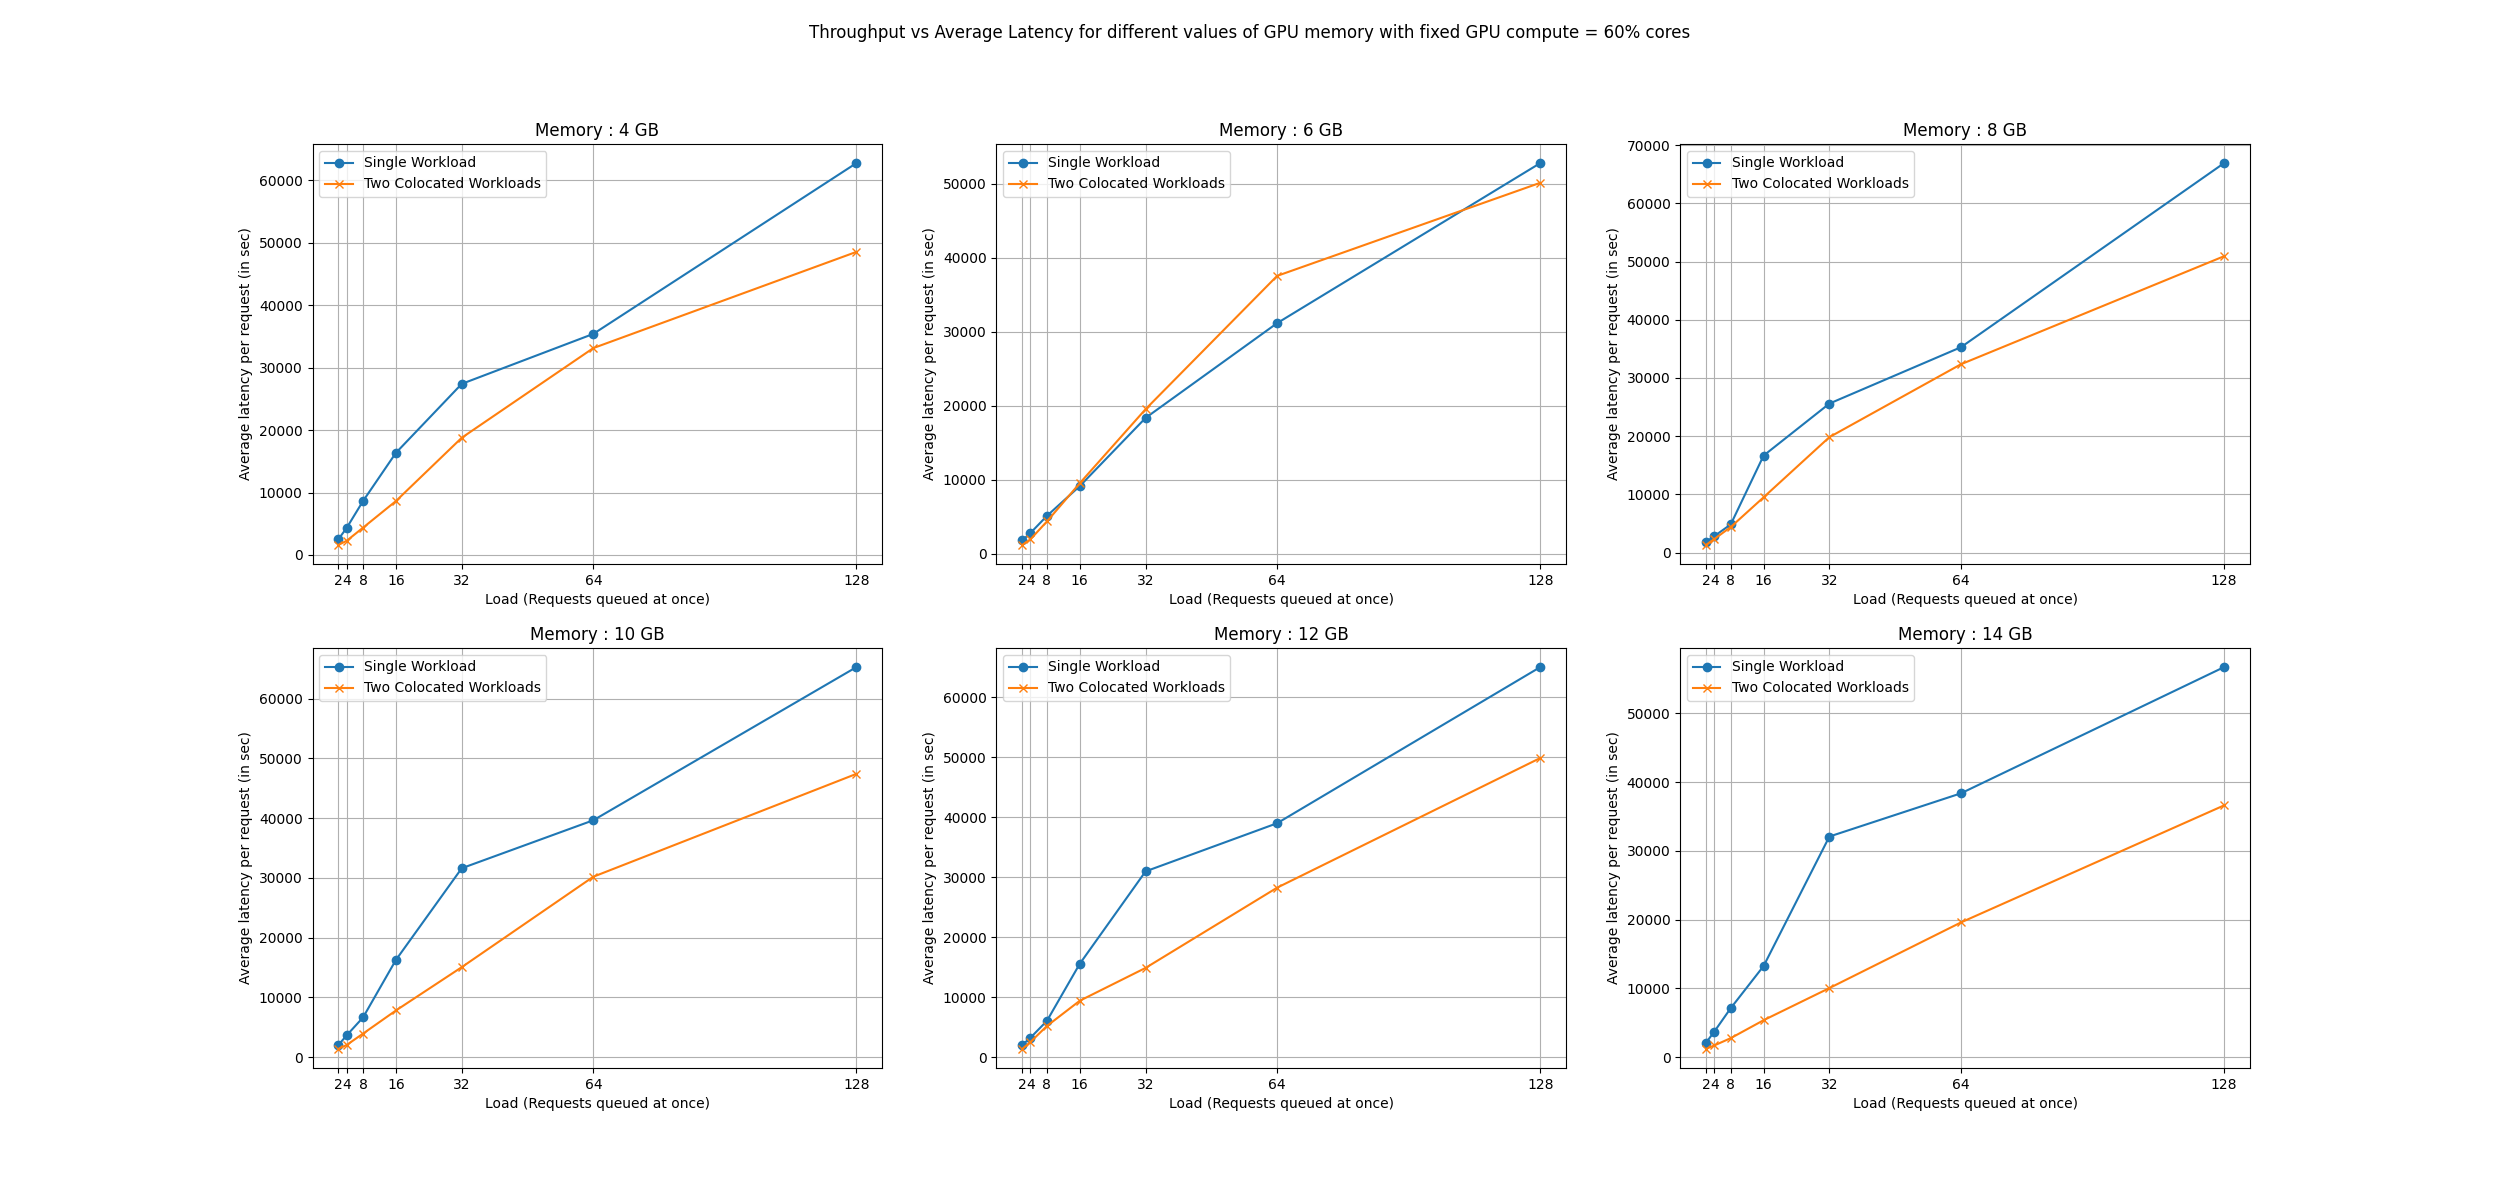 Throughput vs Average Latency for different values of GPU memory with fixed GPU compute = 60% cores
Memory : 4 GB
Single Workload
Two Colocated Workloads
60000
50000
40000
30000
20000
10000
0
Average latency per request (in sec)
2 4 8 16 32 64 128
Load (Requests queued at once)
Memory : 6 GB
Single Workload
Two Colocated Workloads
50000
40000
30000
20000
10000
0
Average latency per request (in sec)
2 4 8 16 32 64 128
Load (Requests queued at once)
Memory : 8 GB
Single Workload
Two Colocated Workloads
70000
60000
50000
40000
30000
20000
10000
0
Average latency per request (in sec)
2 4 8 16 32 64 128
Load (Requests queued at once)
Memory : 10 GB
Single Workload
Two Colocated Workloads
60000
50000
40000
30000
20000
10000
0
Average latency per request (in sec)
2 4 8 16 32 64 128
Load (Requests queued at once)
Memory : 12 GB
Single Workload
Two Colocated Workloads
60000
50000
40000
30000
20000
10000
0
Average latency per request (in sec)
2 4 8 16 32 64 128
Load (Requests queued at once)
Memory : 14 GB
Single Workload
Two Colocated Workloads
50000
40000
30000
20000
10000
0
Average latency per request (in sec)
2 4 8 16 32 64 128
Load (Requests queued at once)